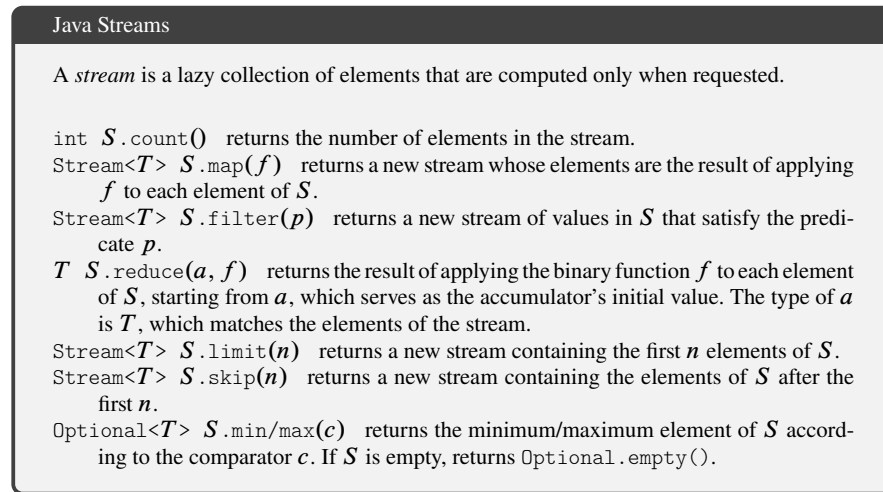 Java Streams
A stream is a lazy collection of elements that are computed only when requested.
int S.count() returns the number of elements in the stream.
Stream<T> S.map(f) returns a new stream whose elements are the result of applying
f to each element of S.
Stream<T> S.filter(p) returns a new stream of values in S that satisfy the predi-
cate p.
T S.reduce(a, f) returns the result of applying the binary function f to each element
of S, starting from a, which serves as the accumulator's initial value. The type of a
is T, which matches the elements of the stream.
Stream<T> S.limit(n) returns a new stream containing the first n elements of S.
Stream<T> S.skip(n) returns a new stream containing the elements of S after the
first n.
Optional<T> S.min/max(c) returns the minimum/maximum element of S accord-
ing to the comparator c. If S is empty, returns Optional.empty().